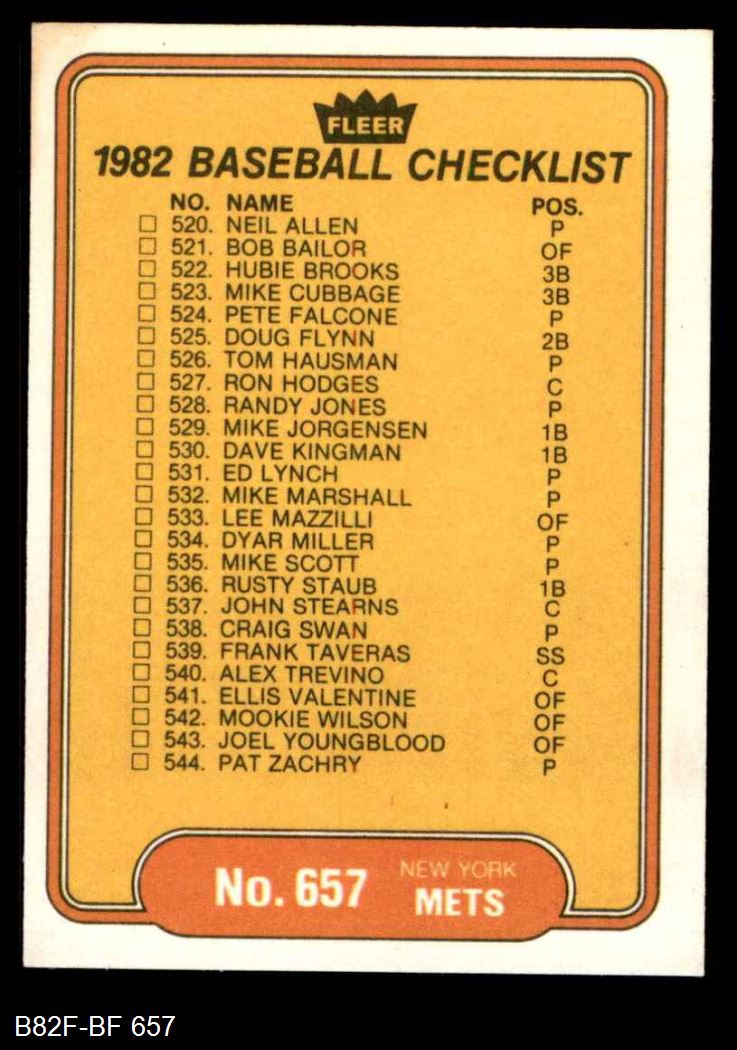 FLEER
1982 BASEBALL CHECKLIST
NO. NAME POS.
520. NEIL ALLEN P
521. BOB BAILOR OF
522. HUBIE BROOKS 3B
523. MIKE CUBBAGE 3B
524. PETE FALCONE P
525. DOUG FLYNN 2B
526. TOM HAUSMAN P
527. RON HODGES C
528. RANDY JONES P
529. MIKE JORGENSEN 1B
530. DAVE KINGMAN 1B
531. ED LYNCH P
532. MIKE MARSHALL P
533. LEE MAZZILLI OF
534. DYAR MILLER P
535. MIKE SCOTT P
536. RUSTY STAUB 1B
537. JOHN STEARNS C
538. CRAIG SWAN P
539. FRANK TAVERAS SS
540. ALEX TREVINO C
541. ELLIS VALENTINE OF
542. MOOKIE WILSON OF
543. JOEL YOUNGBLOOD OF
544. PAT ZACHRY P
No. 657 NEW YORK
METS
B82F-BF 657